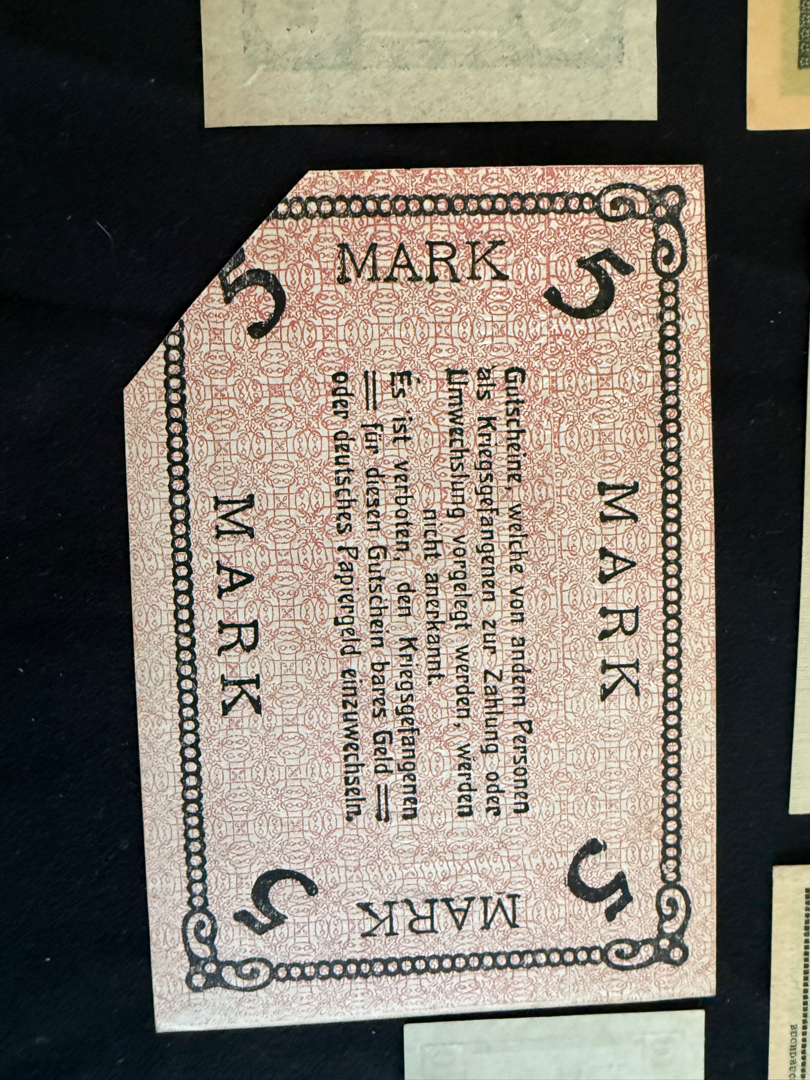 5 MARK 5
MARK
Gutscheine, welche von andern Personen
als Kriegsgefangenen zur Zahlung oder
Umwechslung vorgelegt werden, werden
nicht anerkannt.
Es ist verboten, den Kriegsgefangenen
für diesen Gutschein bares Geld
oder deutsches Papiergeld einzuwechseln.
MARK
5 MARK 5